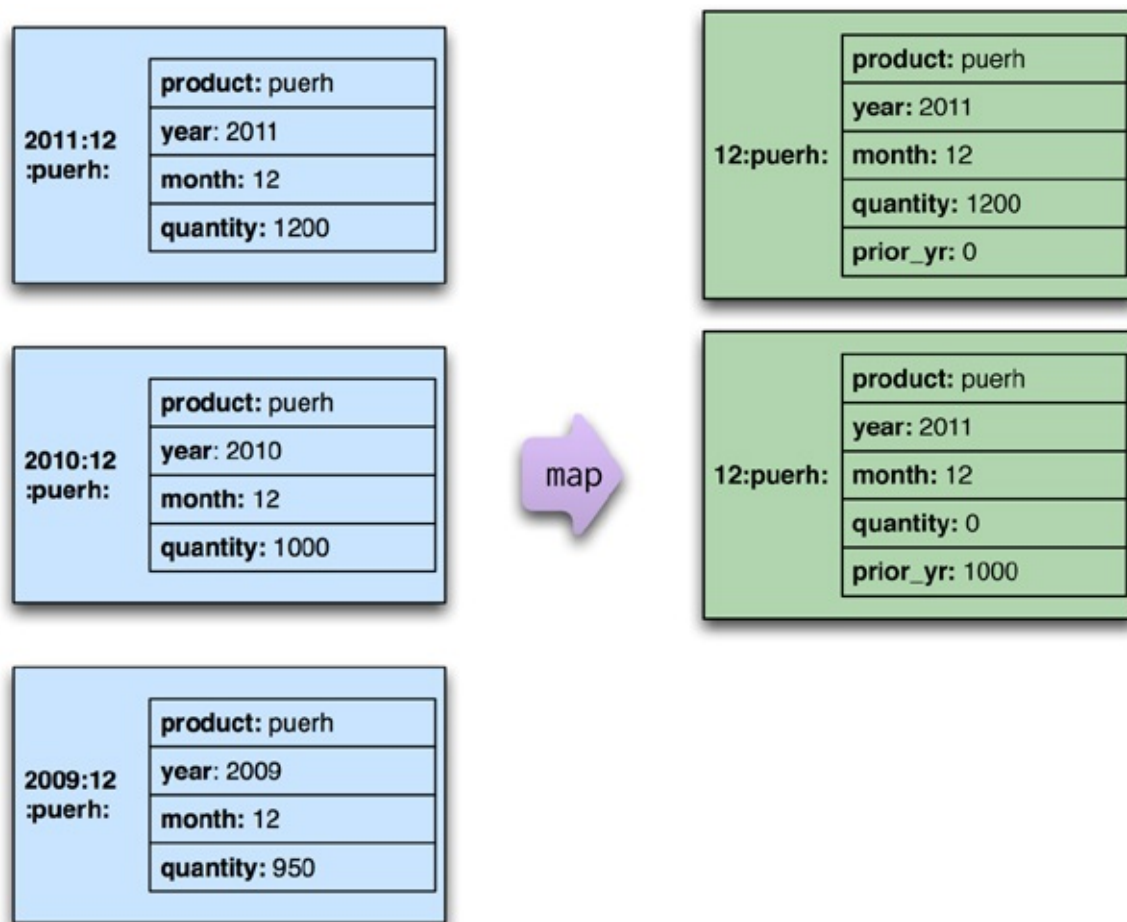 2011:12
:puerh:
product: puerh
year: 2011
month: 12
quantity: 1200
2010:12
:puerh:
product: puerh
year: 2010
month: 12
quantity: 1000
2009:12
:puerh:
product: puerh
year: 2009
month: 12
quantity: 950
map
12:puerh:
product: puerh
year: 2011
month: 12
quantity: 1200
prior_yr: 0
12:puerh:
product: puerh
year: 2011
month: 12
quantity: 0
prior_yr: 1000